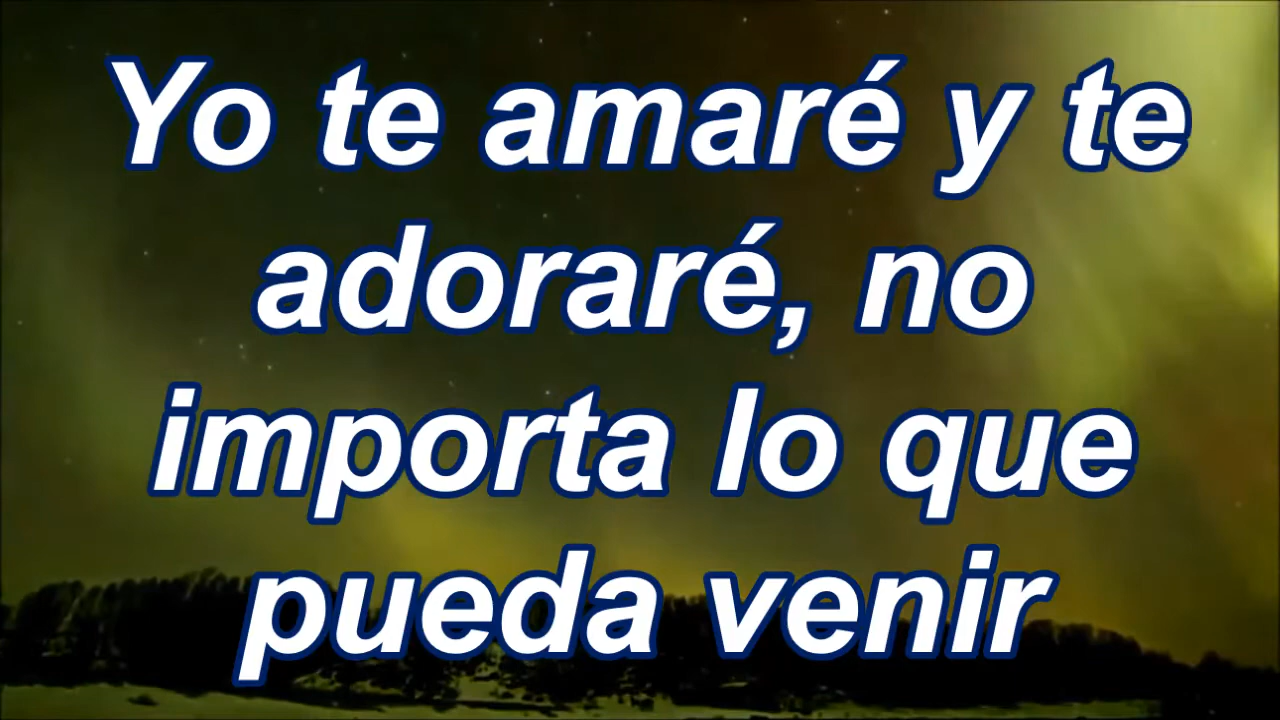 Yo te amaré y te
adoraré, no
importa lo que
pueda venir